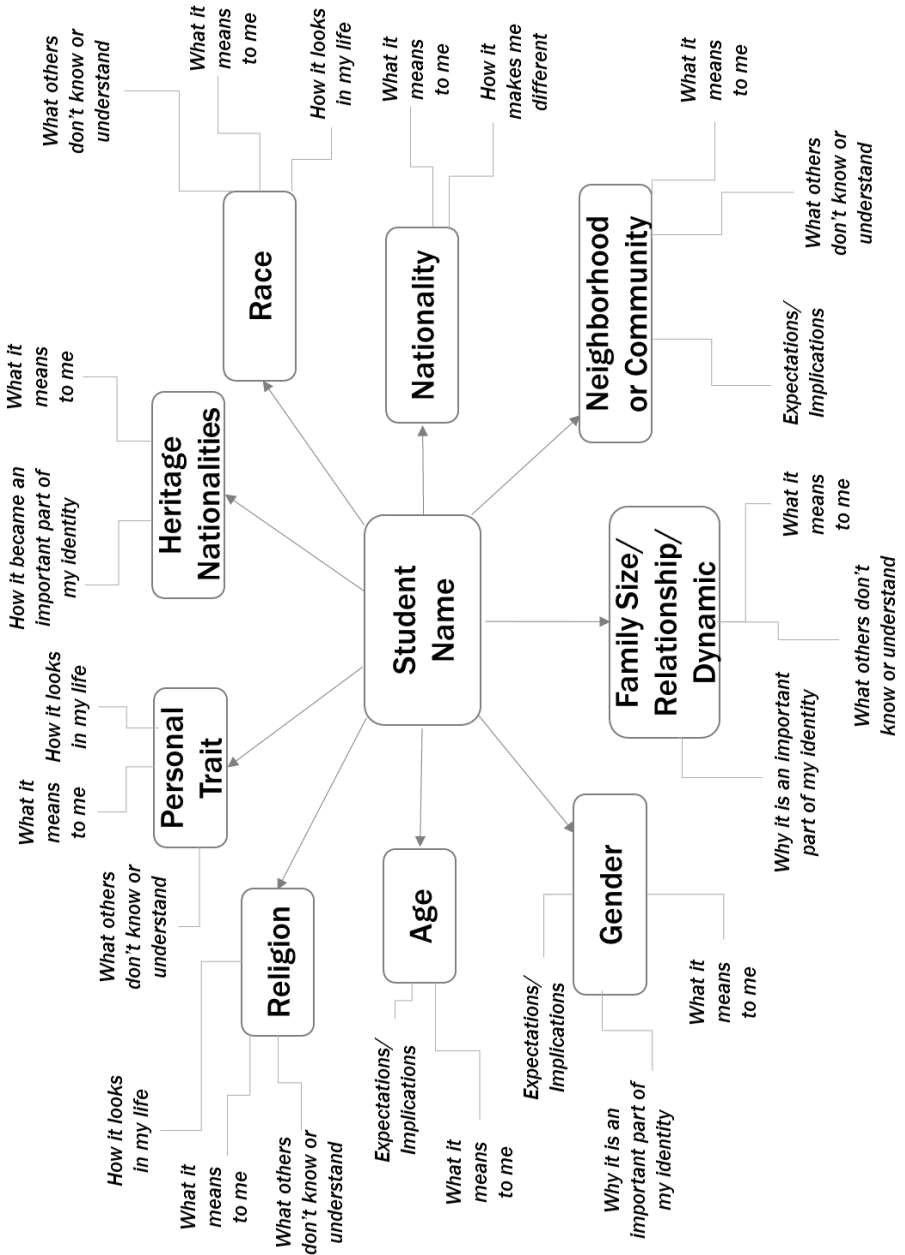 How it looks
in my life
What it
means
to me
What others
don't know or
understand
Religion
What others
don't know or
understand
What it
means
to me
How it looks
in my life
Personal
Trait
How it became an
important part of
my identity
What it
means
to me
Heritage
Nationalities
What others
don't know or
understand
What it
means
to me
How it looks
in my life
Race
Expectations/
Implications
What it
means
to me
Age
Student
Name
Nationality
What it
means
to me
How it
makes me
different
Expectations/
Implications
Why it is an
important part of
my identity
What it
means
to me
Gender
Family Size/
Relationship/
Dynamic
Why it is an important
part of my identity
What others don't
know or understand
What it
means
to me
Neighborhood
or Community
Expectations/
Implications
What others
don't know or
understand
What it
means
to me